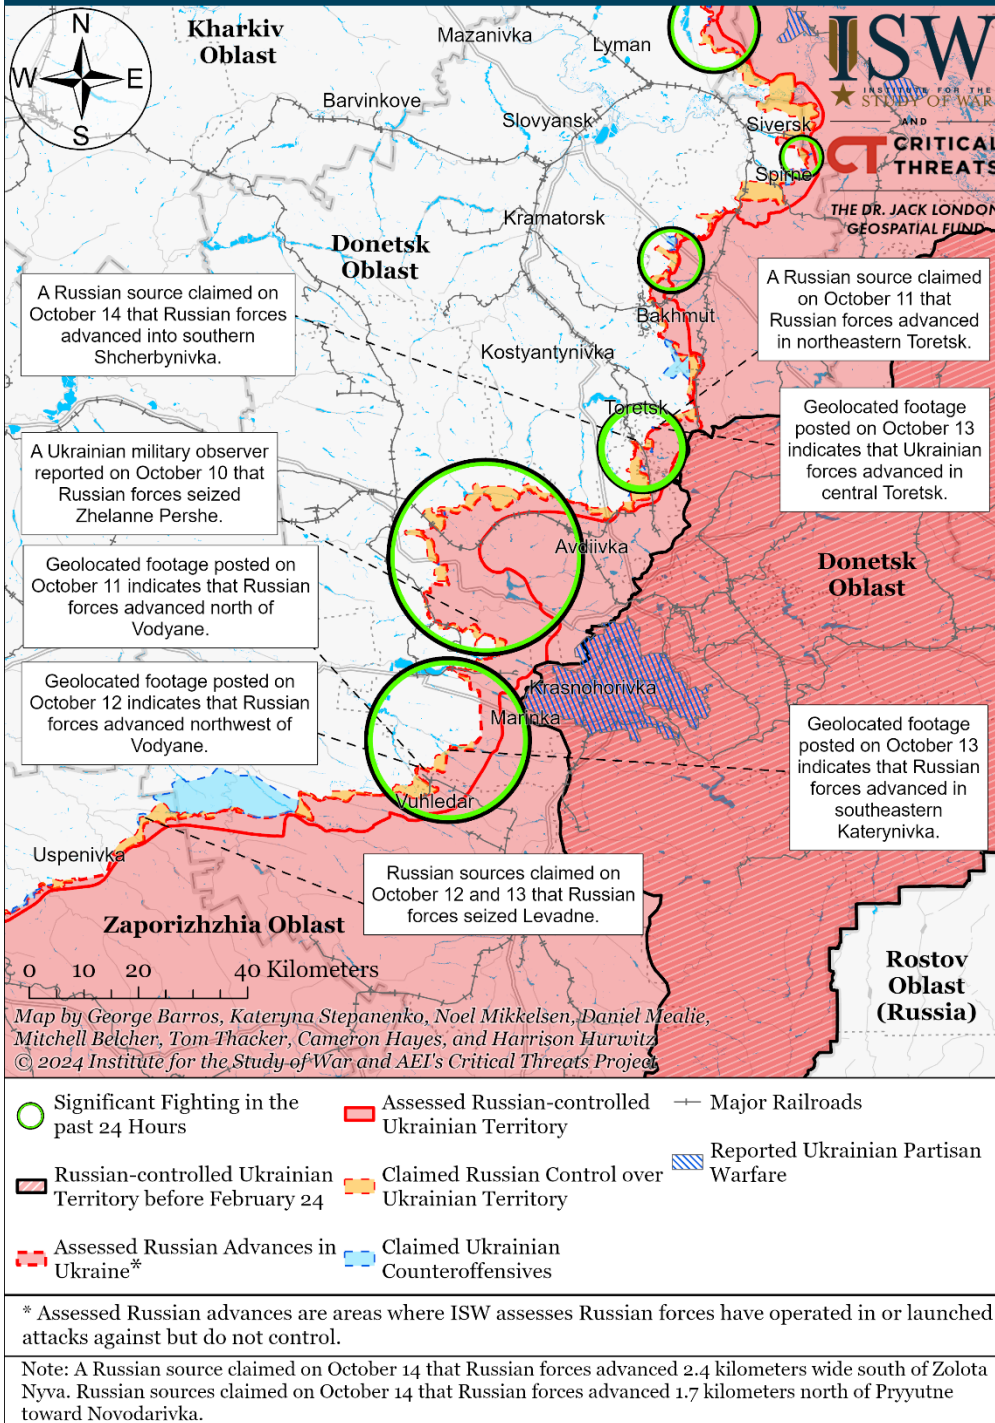 N
W E
S
Kharkiv
Oblast
Mazanivka
Lyman
ISW
INSTITUTE FOR THE
STUDY OF WAR
AND
CT CRITICAL
THREATS
THE DR. JACK LONDON
GEOSPATIAL FUND
Barvinkove
Slovyansk
Siversk
Spirne
Kramatorsk
Donetsk
Oblast
A Russian source claimed on
October 14 that Russian forces
advanced into southern
Shcherbynivka.
A Russian source claimed
on October 11 that
Russian forces advanced
in northeastern Toretsk.
Bakhmut
Kostyantynivka
Toretsk
Geolocated footage
posted on October 13
indicates that Ukrainian
forces advanced in
central Toretsk.
A Ukrainian military observer
reported on October 10 that
Russian forces seized
Zhelanne Pershe.
Avdiivka
Donetsk
Oblast
Geolocated footage posted on
October 11 indicates that Russian
forces advanced north of
Vodyane.
Geolocated footage posted on
October 12 indicates that Russian
forces advanced northwest of
Vodyane.
Krasnohorivka
Marinka
Geolocated footage
posted on October 13
indicates that Russian
forces advanced in
southeastern
Katerynivka.
Vuhledar
Uspenivka
Russian sources claimed on
October 12 and 13 that Russian
forces seized Levadne.
Zaporizhzhia Oblast
Rostov
Oblast
(Russia)
0 10 20 40 Kilometers
Map by George Barros, Kateryna Stepanenko, Noel Mikkelsen, Daniel Mealie,
Mitchell Belcher, Tom Thacker, Cameron Hayes, and Harrison Hurwitz
© 2024 Institute for the Study of War and AEI's Critical Threats Project
Significant Fighting in the
past 24 Hours
Russian-controlled Ukrainian
Territory before February 24
Assessed Russian Advances in
Ukraine*
Assessed Russian-controlled
Ukrainian Territory
Claimed Russian Control over
Ukrainian Territory
Claimed Ukrainian
Counteroffensives
Major Railroads
Reported Ukrainian Partisan
Warfare
* Assessed Russian advances are areas where ISW assesses Russian forces have operated in or launched
attacks against but do not control.
Note: A Russian source claimed on October 14 that Russian forces advanced 2.4 kilometers wide south of Zolota
Nyva. Russian sources claimed on October 14 that Russian forces advanced 1.7 kilometers north of Pryyutne
toward Novodarivka.